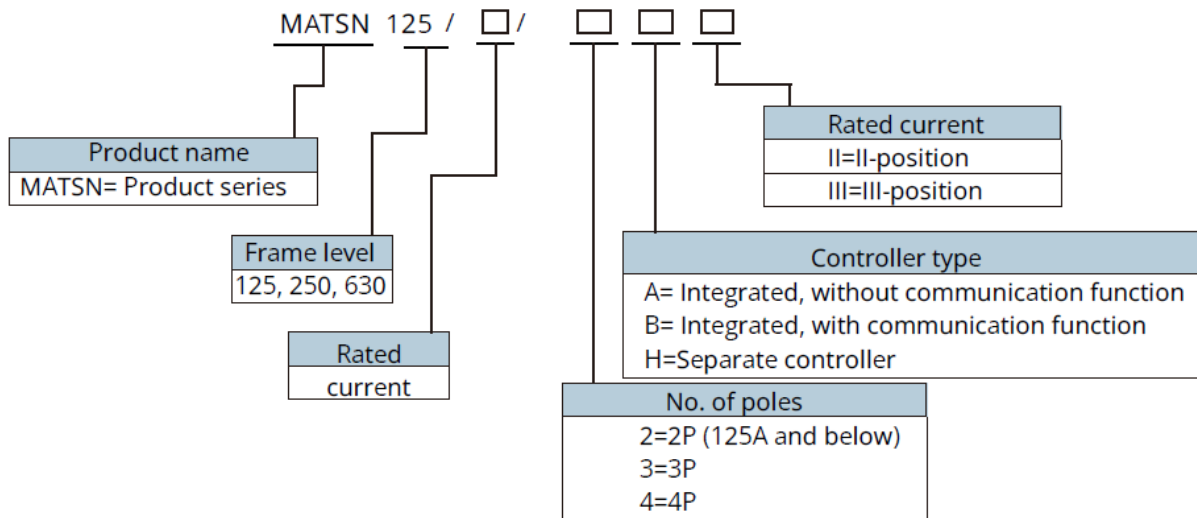 MATSN 125 / □ / □ □ □
Rated current
II=II-position
III=III-position
Product name
MATSN= Product series
Frame level
125, 250, 630
Controller type
A= Integrated, without communication function
B= Integrated, with communication function
H=Separate controller
Rated
current
No. of poles
2=2P (125A and below)
3=3P
4=4P